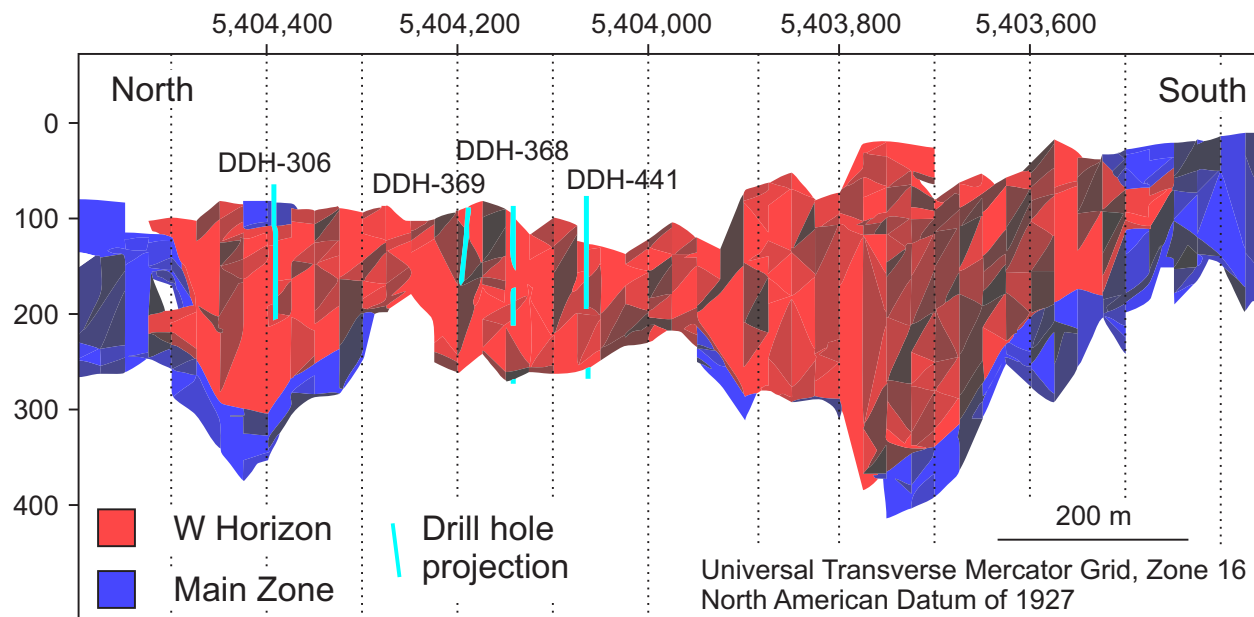 5,404,400 5,404,200 5,404,000 5,403,800 5,403,600
North South
0
DDH-306 DDH-368
DDH-369 DDH-441
100
200
300
400
W Horizon
Main Zone
Drill hole
projection
200 m
Universal Transverse Mercator Grid, Zone 16
North American Datum of 1927